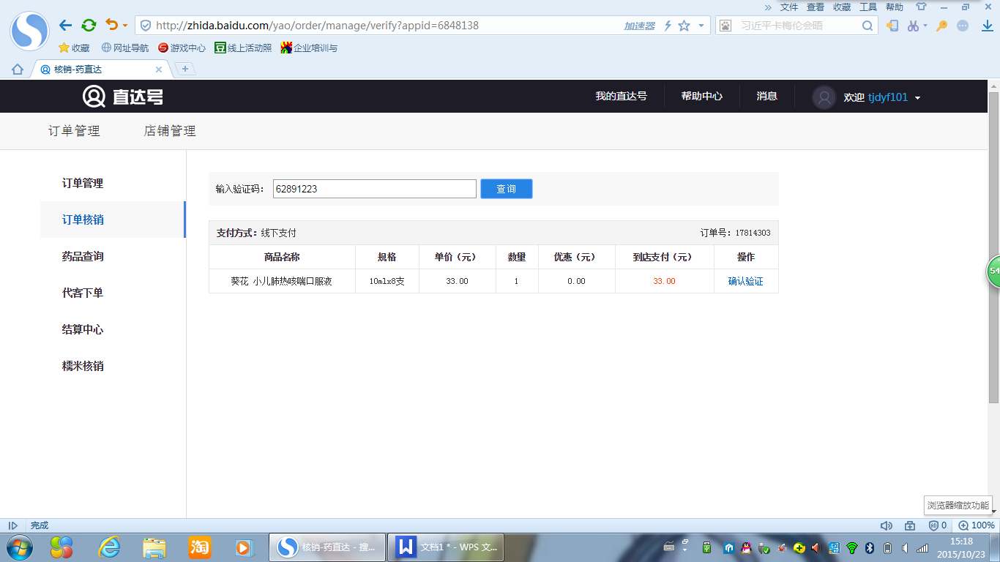 文件 查看 收藏 工具 帮助
http://zhida.baidu.com/yao/order/manage/verify?appid=6848138
加速器
习近平卡梅伦会晤
收藏 网址导航 游戏中心 线上活动照 企业培训与
核销-药直达
直达号
我的直达号 帮助中心 消息 欢迎 tjdyf101
订单管理 店铺管理
订单管理
订单核销
药品查询
代客下单
结算中心
糯米核销
输入验证码： 62891223 查询
支付方式：线下支付 订单号：17814303
商品名称 规格 单价（元） 数量 优惠（元） 到店支付（元） 操作
葵花 小儿肺热咳喘口服液 10mlx8支 33.00 1 0.00 33.00 确认验证
54
浏览器缩放功能
完成 0 100%
核销-药直达 - 搜... 文档1 * - WPS 文...
淘
15:18
2015/10/23